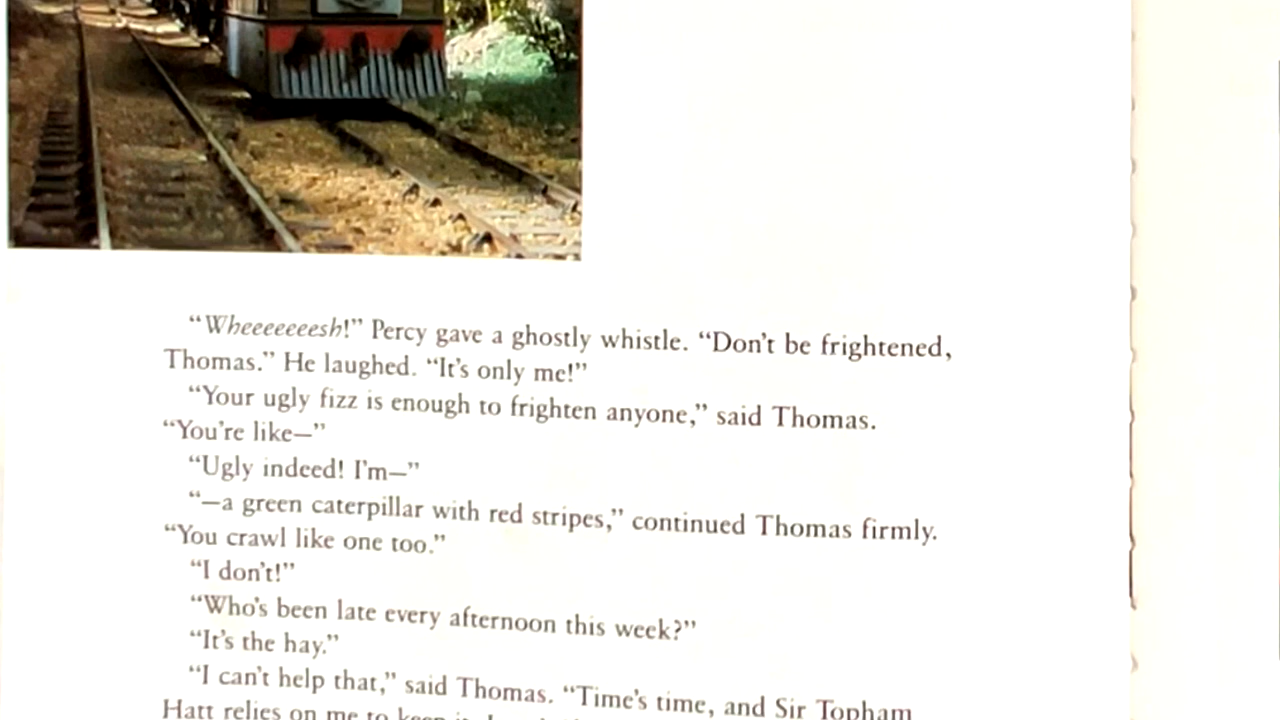 “Wheeeeeeesh!” Percy gave a ghostly whistle. “Don’t be frightened,
Thomas.” He laughed. “It’s only me!”
“Your ugly fizz is enough to frighten anyone,” said Thomas.
“You’re like—”
“Ugly indeed! I’m—”
“—a green caterpillar with red stripes,” continued Thomas firmly.
“You crawl like one too.”
“I don’t!”
“Who’s been late every afternoon this week?”
“It’s the hay.”
“I can’t help that,” said Thomas. “Time’s time, and Sir Topham
Hatt relies on me to keep